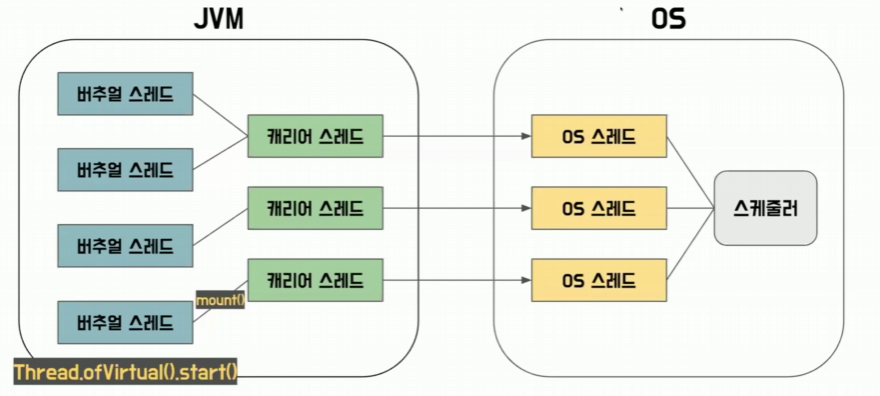 JVM
OS
버추얼 스레드
버추얼 스레드
버추얼 스레드
버추얼 스레드
캐리어 스레드
캐리어 스레드
캐리어 스레드
mount()
Thread.ofVirtual().start()
OS 스레드
OS 스레드
OS 스레드
스케줄러